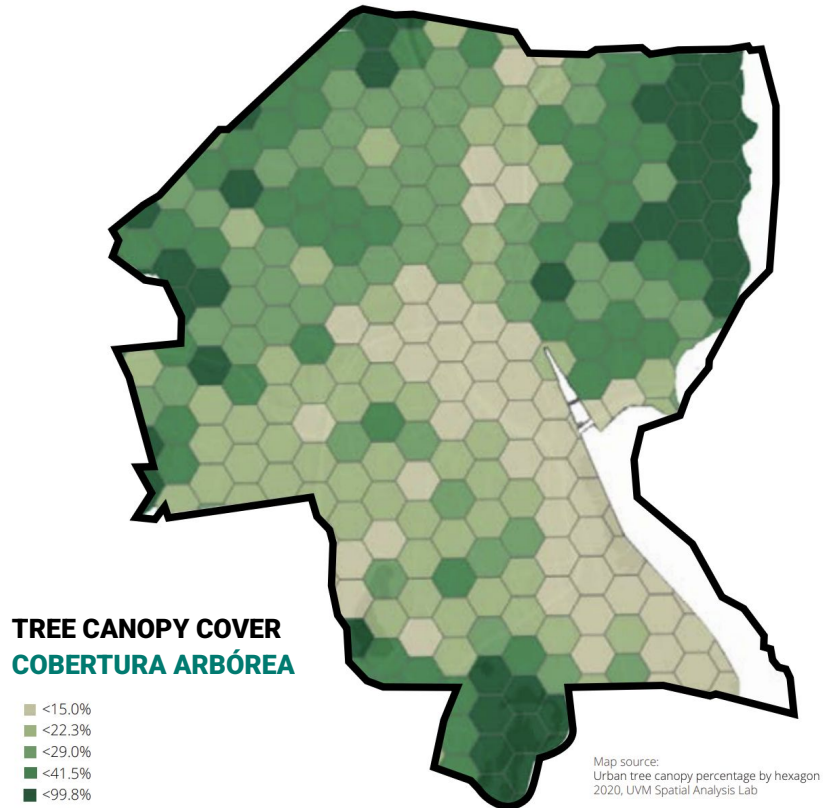 TREE CANOPY COVER
COBERTURA ARBÓREA
<15.0%
<22.3%
<29.0%
<41.5%
<99.8%
Map source:
Urban tree canopy percentage by hexagon
2020, UVM Spatial Analysis Lab